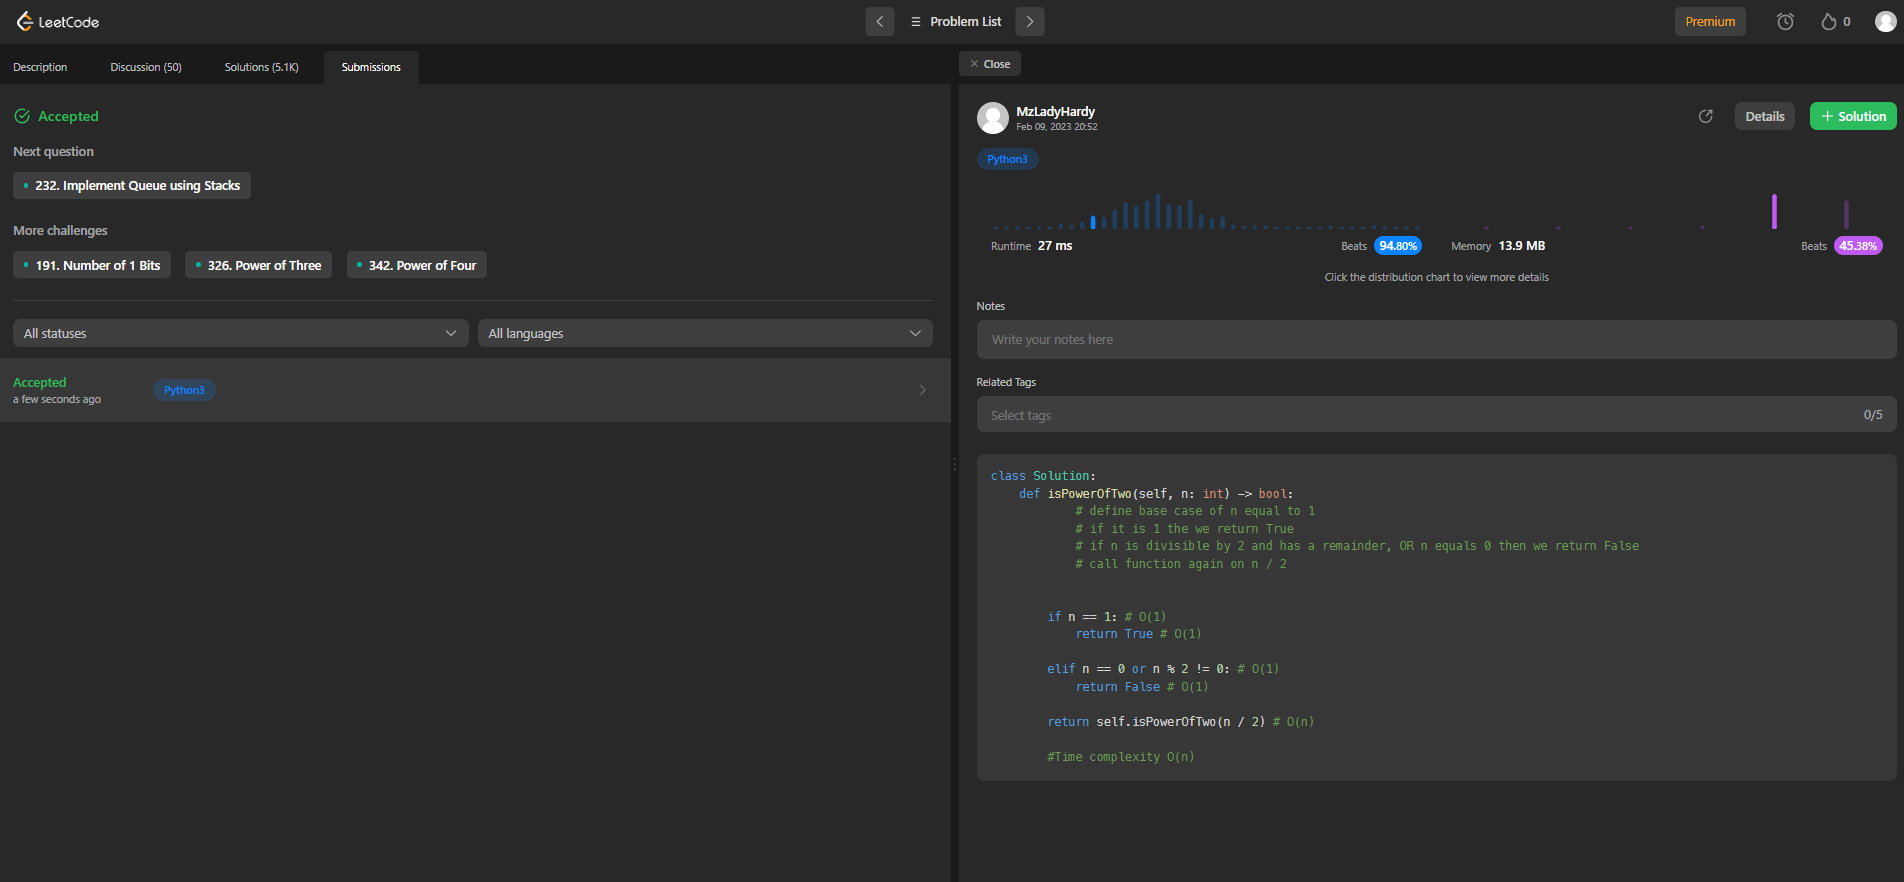 LeetCode
Problem List
Premium
0
Description
Discussion (50)
Solutions (5.1K)
Submissions
Close
Accepted
Next question
232. Implement Queue using Stacks
More challenges
191. Number of 1 Bits
326. Power of Three
342. Power of Four
All statuses
All languages
Accepted
a few seconds ago
Python3
MzLadyHardy
Feb 09, 2023 20:52
Details
+ Solution
Python3
Runtime 27 ms
Beats 94.80%
Memory 13.9 MB
Beats 45.38%
Click the distribution chart to view more details
Notes
Write your notes here
Related Tags
Select tags
0/5
class Solution:
    def isPowerOfTwo(self, n: int) -> bool:
            # define base case of n equal to 1
            # if it is 1 the we return True
            # if n is divisible by 2 and has a remainder, OR n equals 0 then we return False
            # call function again on n / 2
        if n == 1: # O(1)
            return True # O(1)
        elif n == 0 or n % 2 != 0: # O(1)
            return False # O(1)
        return self.isPowerOfTwo(n / 2) # O(n)
        #Time complexity O(n)